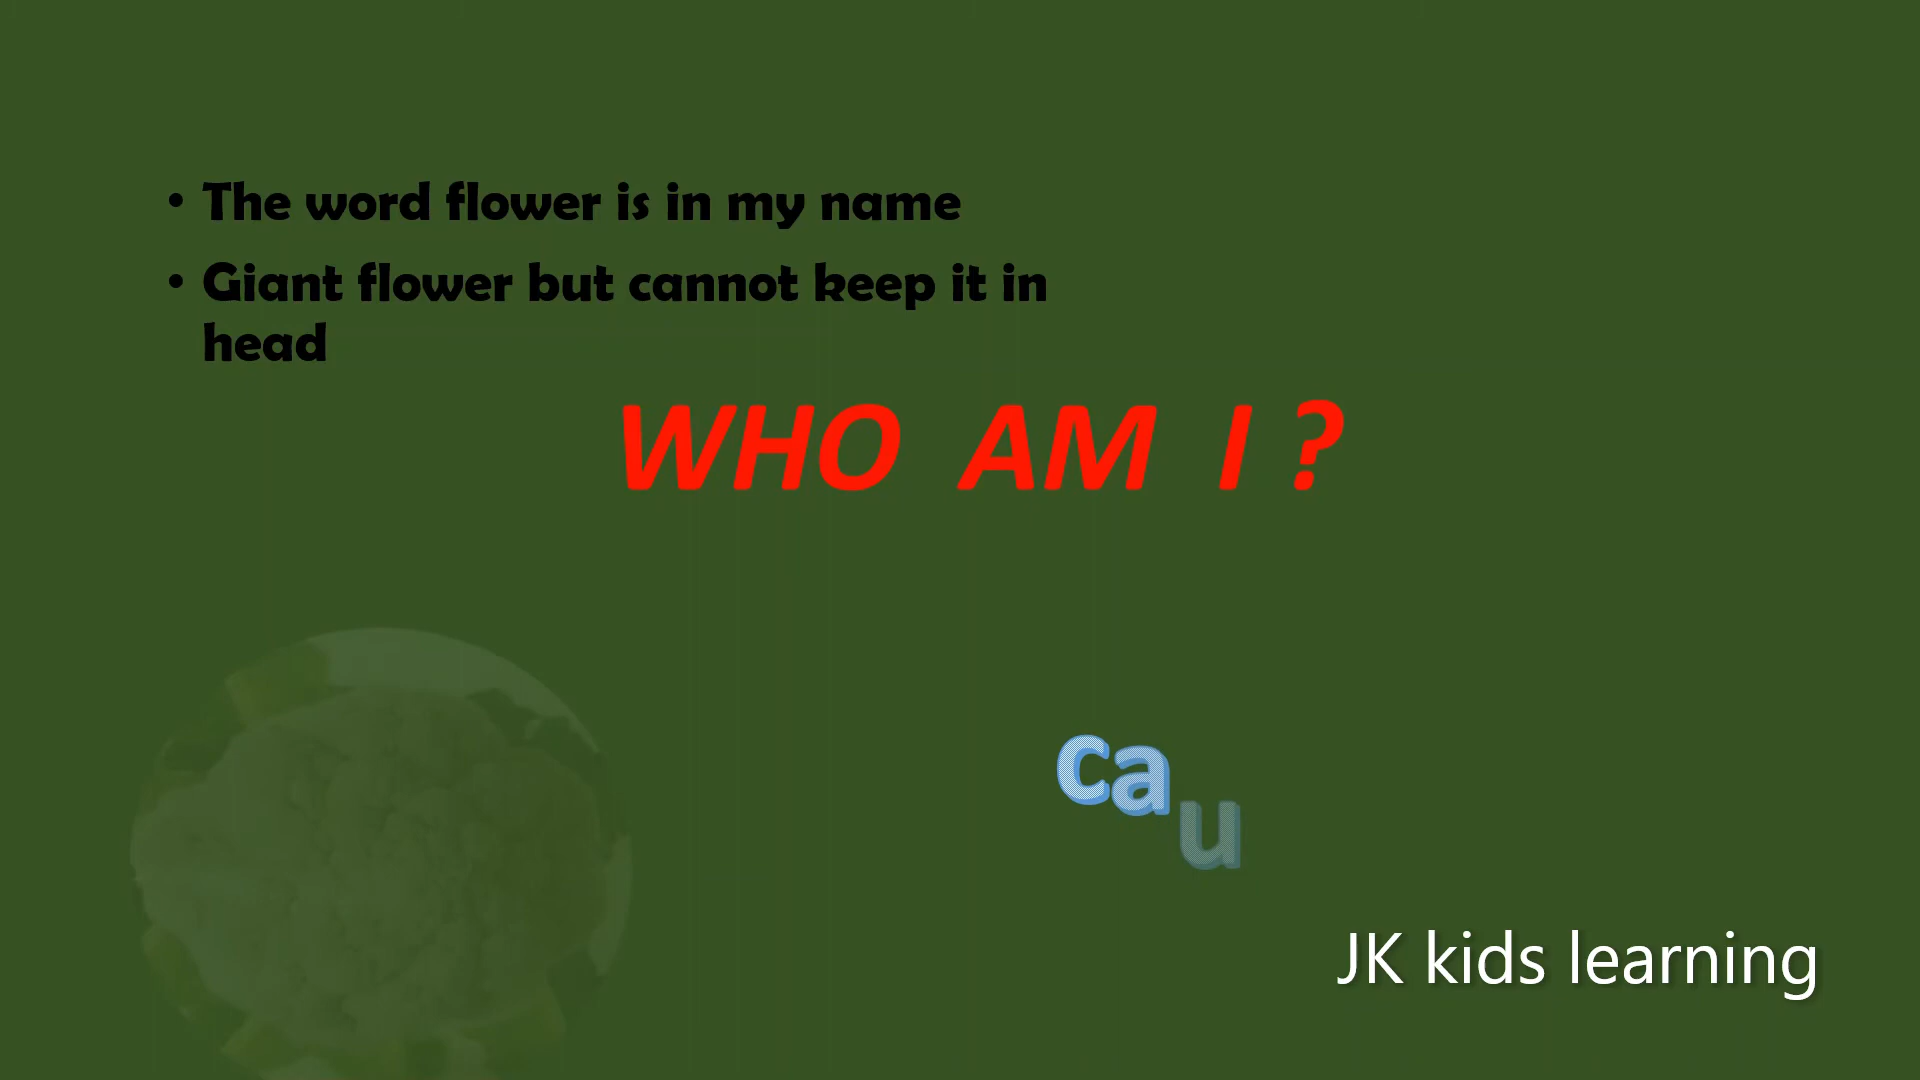 • The word flower is in my name
• Giant flower but cannot keep it in
head
WHO AM I ?
cau
JK kids learning